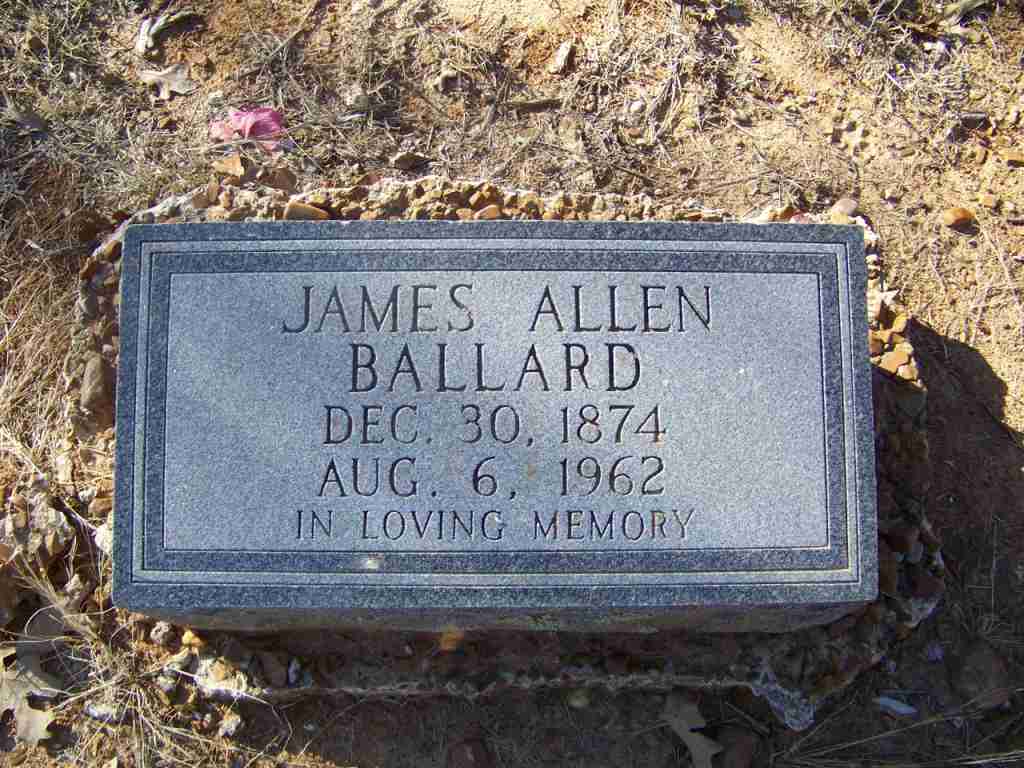 JAMES ALLEN
BALLARD
DEC. 30, 1874
AUG. 6, 1962
IN LOVING MEMORY